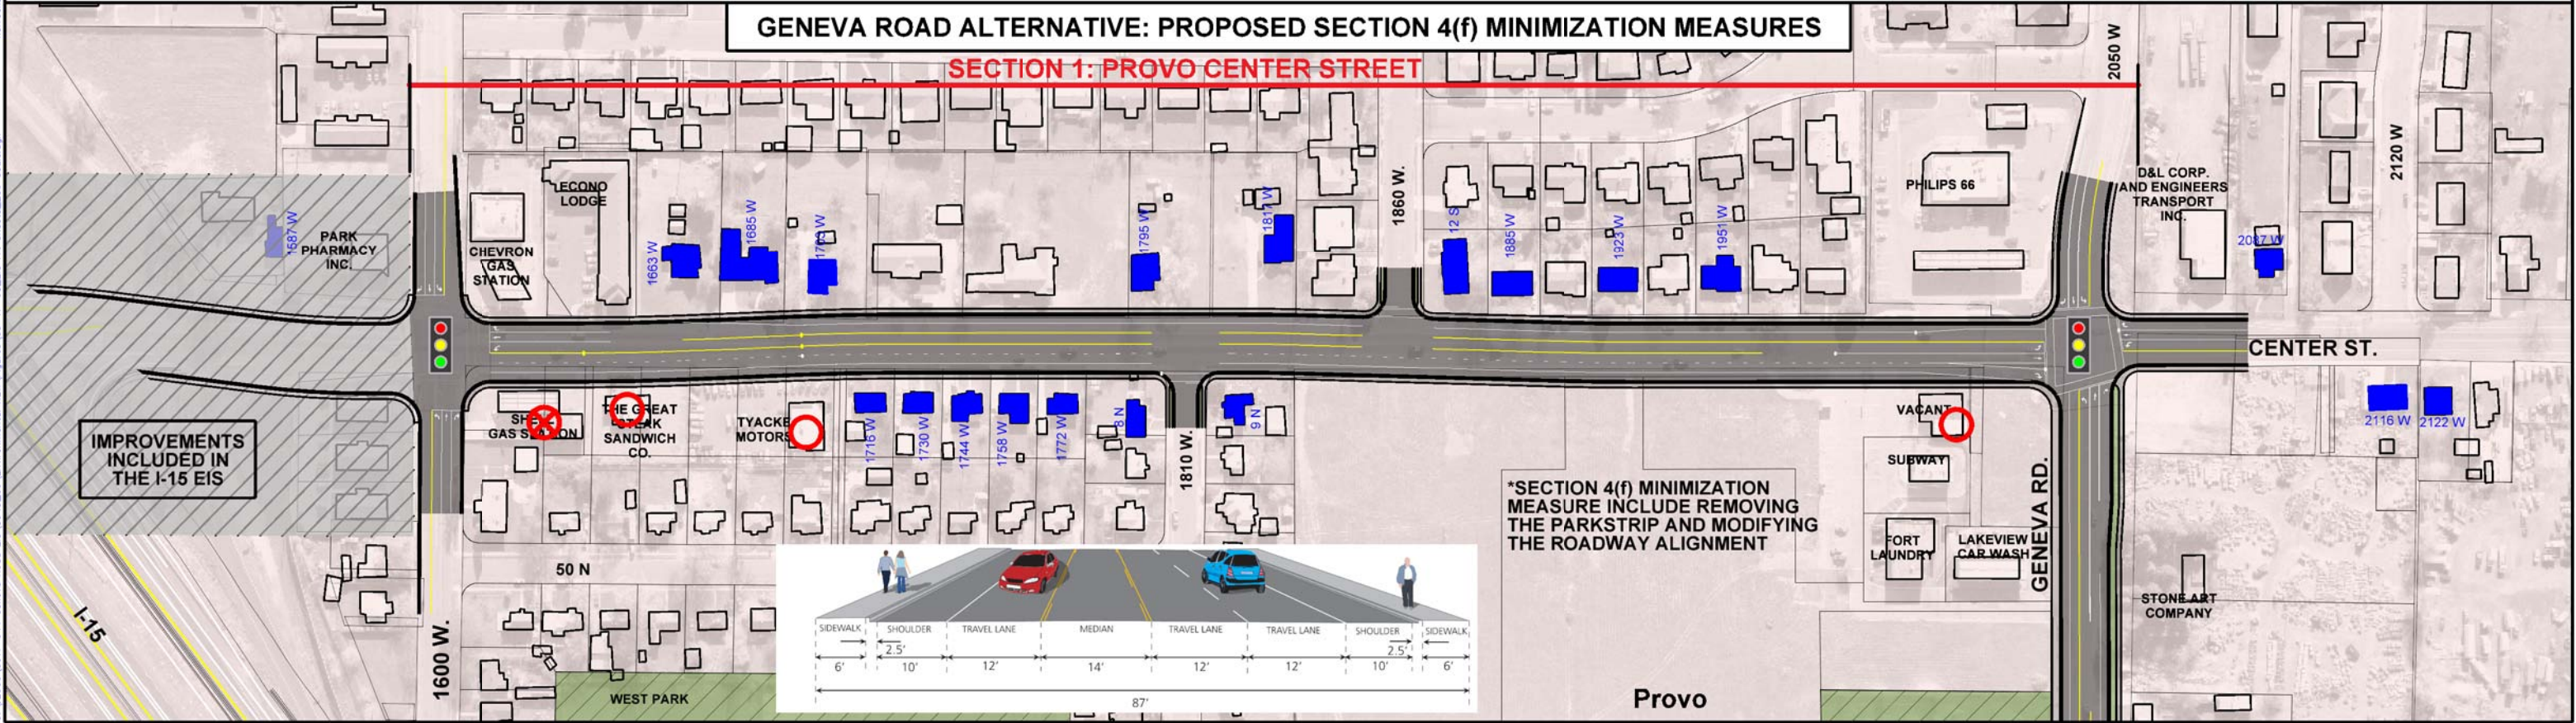 GENEVA ROAD ALTERNATIVE: PROPOSED SECTION 4(f) MINIMIZATION MEASURES
SECTION 1: PROVO CENTER STREET
2050 W
2120 W
1860 W.
ECONO
LODGE
PHILIPS 66
D&L CORP.
AND ENGINEERS
TRANSPORT
INC.
1587 W
PARK
PHARMACY
INC.
CHEVRON
GAS
STATION
1663 W
1685 W
1795 W
1817 W
12 S
1885 W
1923 W
1951 W
2087 W
CENTER ST.
IMPROVEMENTS
INCLUDED IN
THE I-15 EIS
SHELL
GAS STATION
THE GREAT
STEAK
SANDWICH
CO.
TYACKE
MOTORS
1716 W
1730 W
1744 W
1758 W
1772 W
8 N
1810 W.
9 N
VACANT
SUBWAY
2116 W
2122 W
*SECTION 4(f) MINIMIZATION
MEASURE INCLUDE REMOVING
THE PARKSTRIP AND MODIFYING
THE ROADWAY ALIGNMENT
GENEVA RD.
FORT
LAUNDRY
LAKEVIEW
CAR WASH
STONE ART
COMPANY
50 N
I-15
1600 W.
WEST PARK
SIDEWALK SHOULDER TRAVEL LANE MEDIAN TRAVEL LANE TRAVEL LANE SHOULDER SIDEWALK
2.5' 2.5'
6' 10' 12' 14' 12' 12' 10' 6'
87'
Provo